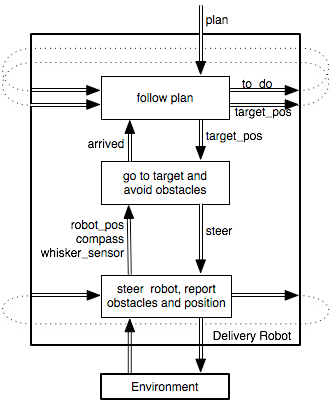 plan
to_do
follow plan
target_pos
arrived
target_pos
go to target and
avoid obstacles
robot_pos
compass
whisker_sensor
steer
steer robot, report
obstacles and position
Delivery Robot
Environment